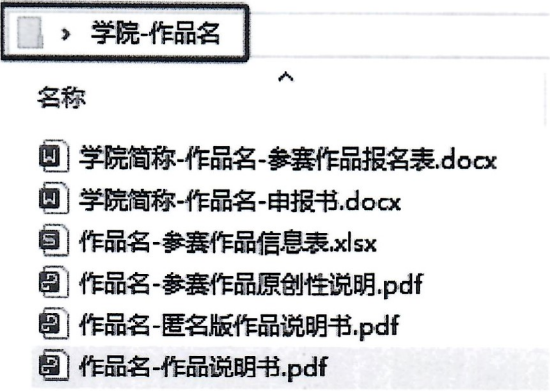 学院-作品名
名称
学院简称-作品名-参赛作品报名表.docx
学院简称-作品名-申报书.docx
作品名-参赛作品信息表.xlsx
作品名-参赛作品原创性说明.pdf
作品名-匿名版作品说明书.pdf
作品名-作品说明书.pdf